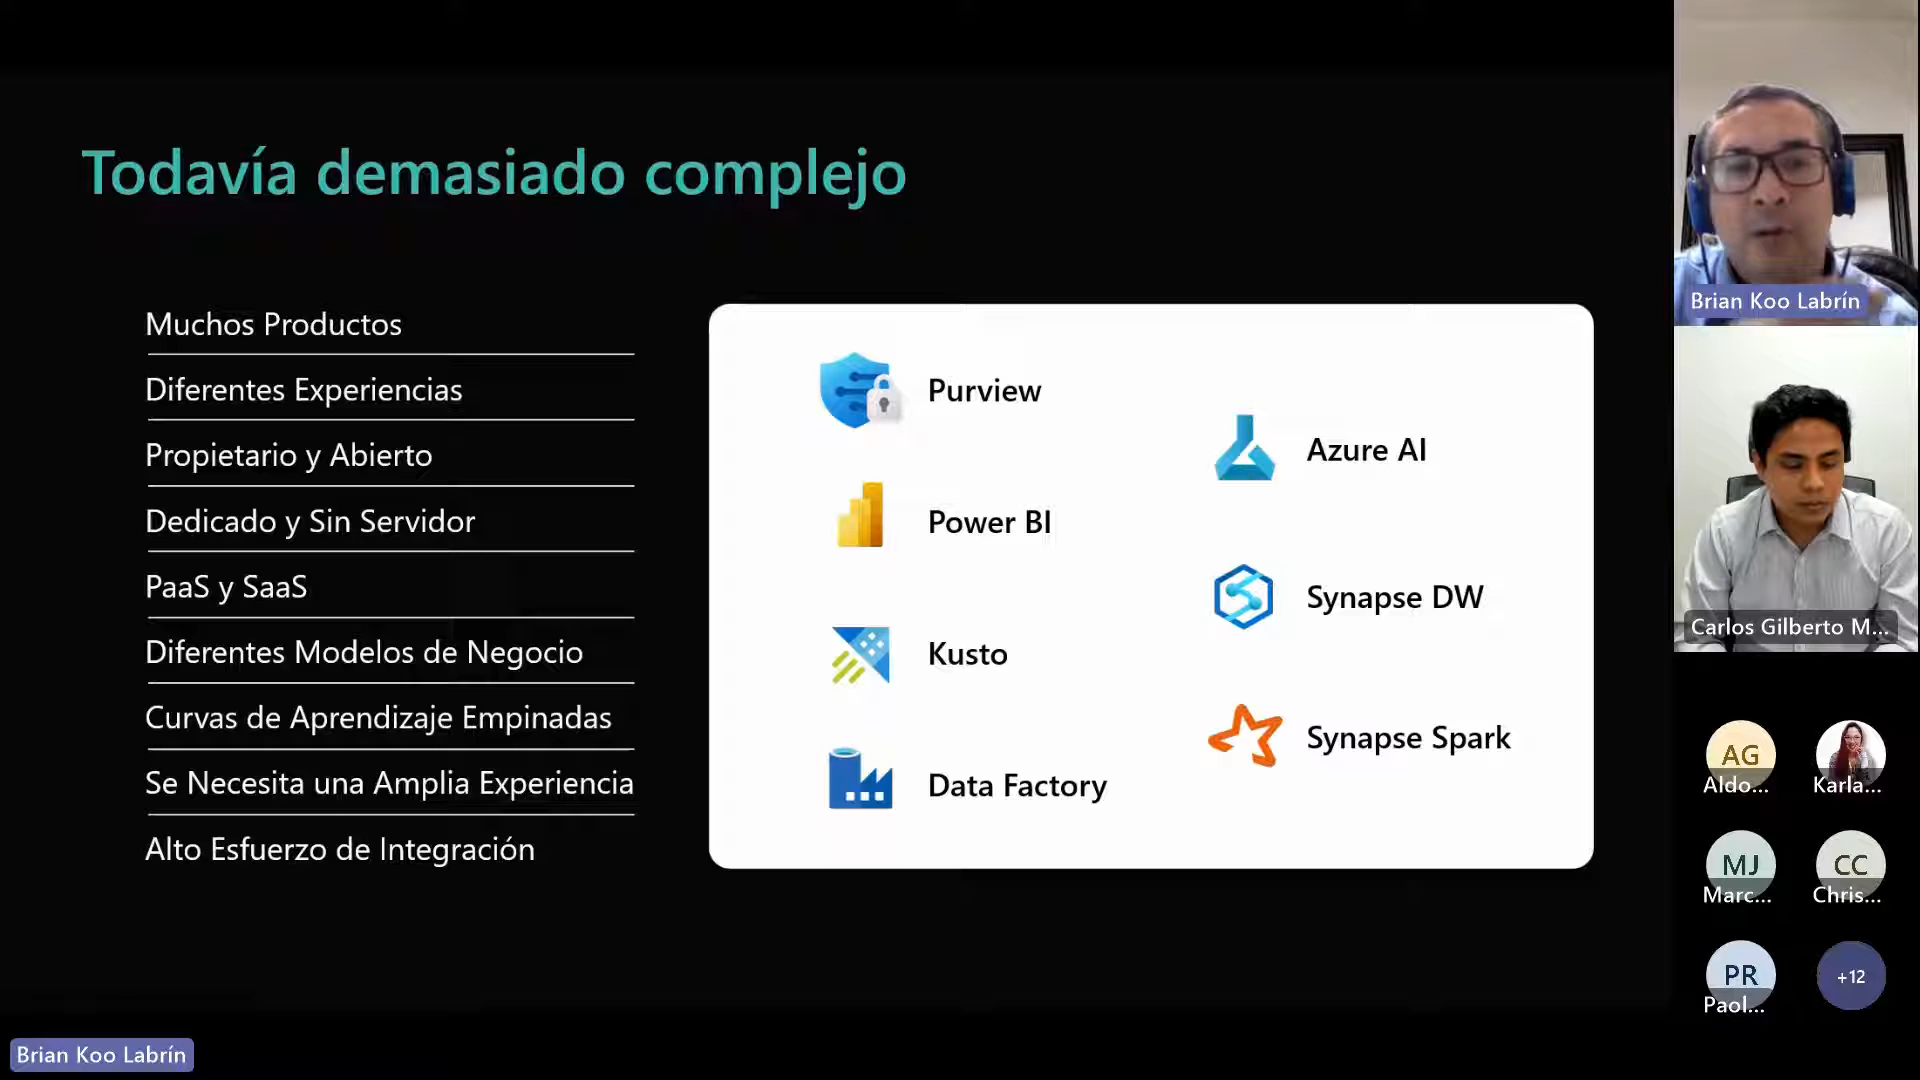 Todavía demasiado complejo
Muchos Productos
Diferentes Experiencias
Propietario y Abierto
Dedicado y Sin Servidor
PaaS y SaaS
Diferentes Modelos de Negocio
Curvas de Aprendizaje Empinadas
Se Necesita una Amplia Experiencia
Alto Esfuerzo de Integración
Purview
Power BI
Kusto
Data Factory
Azure AI
Synapse DW
Synapse Spark
Brian Koo Labrín
Carlos Gilberto M...
AG
Aldo...
Karla...
MJ
Marc...
CC
Chris...
PR
Paol...
+12
Brian Koo Labrín